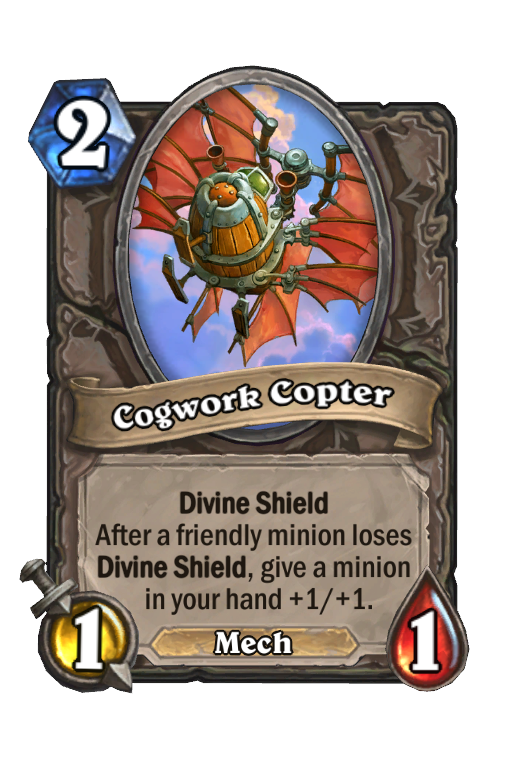 2
Cogwork Copter
Divine Shield
After a friendly minion loses
Divine Shield, give a minion
in your hand +1/+1.
1
Mech
1